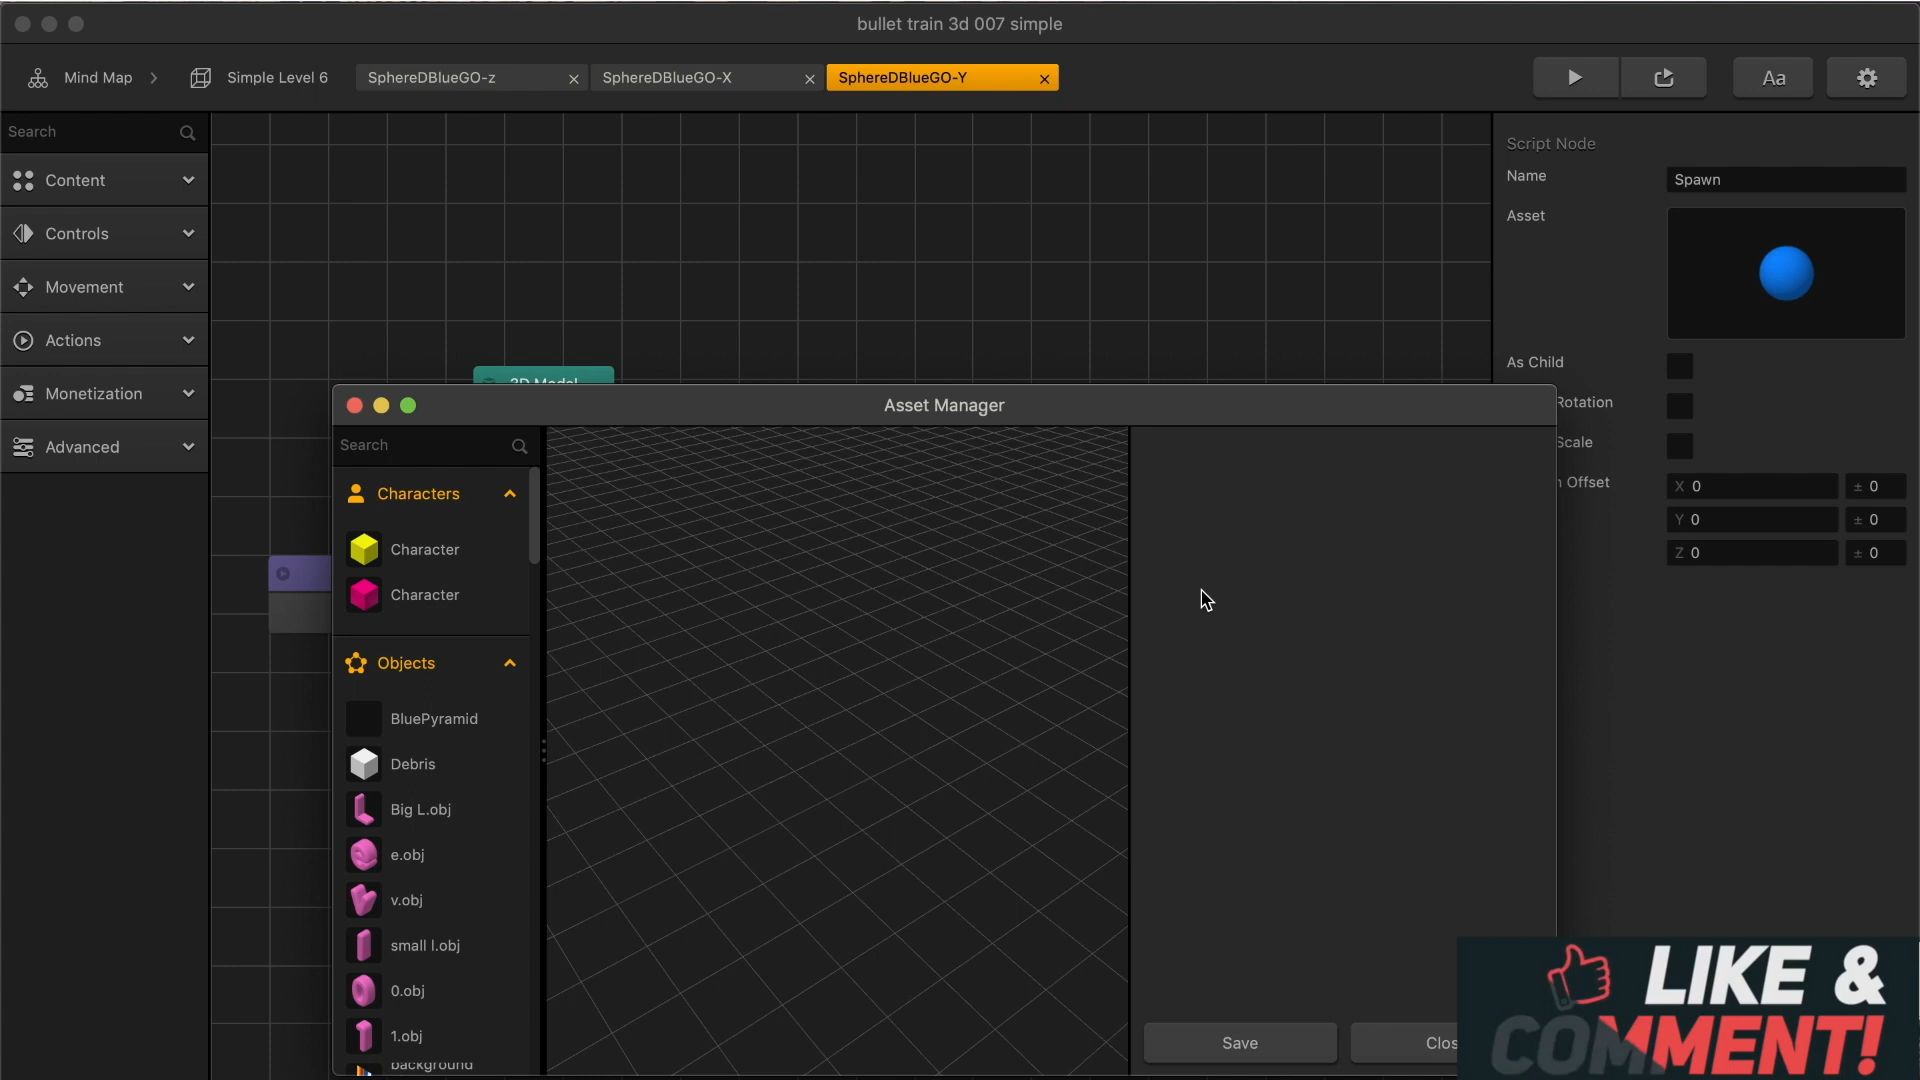 bullet train 3d 007 simple
Mind Map
Simple Level 6
SphereDBlueGO-z
SphereDBlueGO-X
SphereDBlueGO-Y
Aa
Search
Content
Controls
Movement
Actions
Monetization
Advanced
3D Model
Script Node
Name
Spawn
Asset
As Child
Rotation
Scale
Offset
X 0
± 0
Y 0
± 0
Z 0
± 0
Asset Manager
Search
Characters
Character
Character
Objects
BluePyramid
Debris
Big L.obj
e.obj
v.obj
small l.obj
0.obj
1.obj
background
Save
Clos
LIKE &
COMMENT!